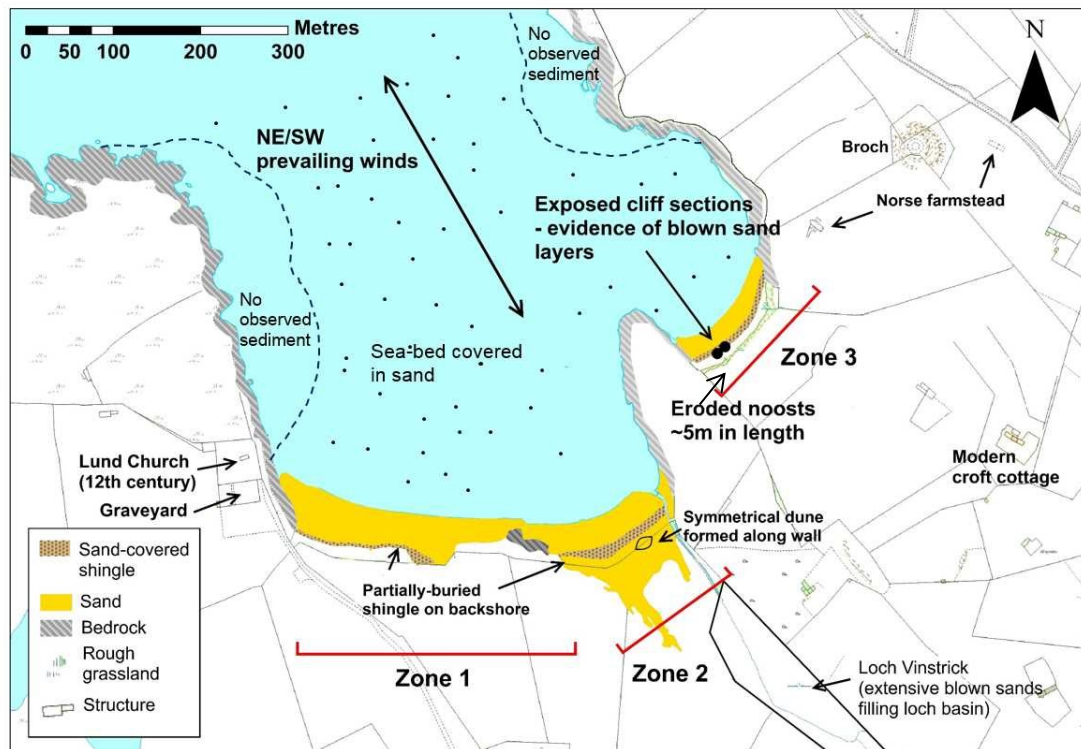 Metres
0 50 100 200 300
No
observed
sediment
N
NE/SW
prevailing winds
Broch
Norse farmstead
Exposed cliff sections
- evidence of blown sand
layers
No
observed
sediment
Sea-bed covered
in sand
Zone 3
Eroded noosts
~5m in length
Lund Church
(12th century)
Graveyard
Modern
croft cottage
Symmetrical dune
formed along wall
Partially-buried
shingle on backshore
Zone 1
Zone 2
Loch Vinstrick
(extensive blown sands
filling loch basin)
Sand-covered
shingle
Sand
Bedrock
Rough
grassland
Structure